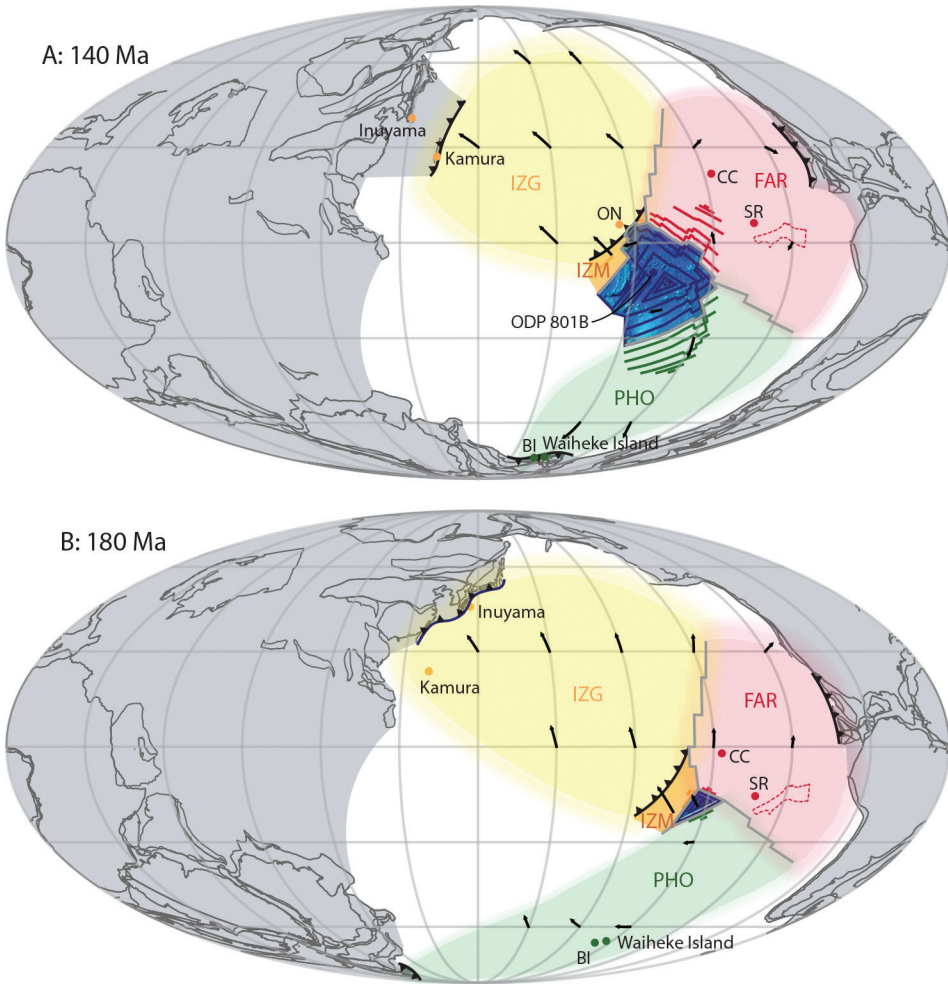 A: 140 Ma
Inuyama
Kamura
IZG
CC
FAR
SR
ON
IZM
ODP 801B
PHO
BI Waiheke Island
B: 180 Ma
Inuyama
Kamura
IZG
FAR
CC
SR
IZM
PHO
Waiheke Island
BI